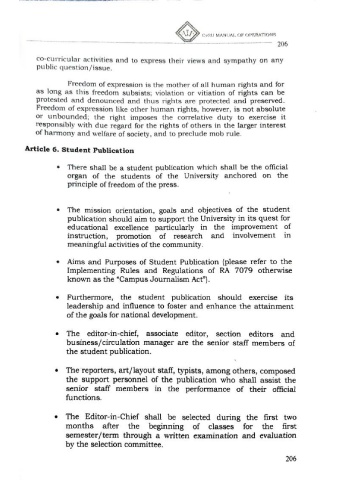 CvSU MANUAL OF OPERATIONS
206
co-curricular activities and to express their views and sympathy on any
public question/issue.
Freedom of expression is the mother of all human rights and for
as long as this freedom subsists; violation or vitiation of rights can be
protested and denounced and thus rights are protected and preserved.
Freedom of expression like other human rights, however, is not absolute
or unbounded; the right imposes the correlative duty to exercise it
responsibly with due regard for the rights of others in the larger interest
of harmony and welfare of society, and to preclude mob rule.
Article 6. Student Publication
• There shall be a student publication which shall be the official
organ of the students of the University anchored on the
principle of freedom of the press.
• The mission orientation, goals and objectives of the student
publication should aim to support the University in its quest for
educational excellence particularly in the improvement of
instruction, promotion of research and involvement in
meaningful activities of the community.
• Aims and Purposes of Student Publication (please refer to the
Implementing Rules and Regulations of RA 7079 otherwise
known as the “Campus Journalism Act”).
• Furthermore, the student publication should exercise its
leadership and influence to foster and enhance the attainment
of the goals for national development.
• The editor-in-chief, associate editor, section editors and
business/circulation manager are the senior staff members of
the student publication.
• The reporters, art/layout staff, typists, among others, composed
the support personnel of the publication who shall assist the
senior staff members in the performance of their official
functions.
• The Editor-in-Chief shall be selected during the first two
months after the beginning of classes for the first
semester/term through a written examination and evaluation
by the selection committee.
206